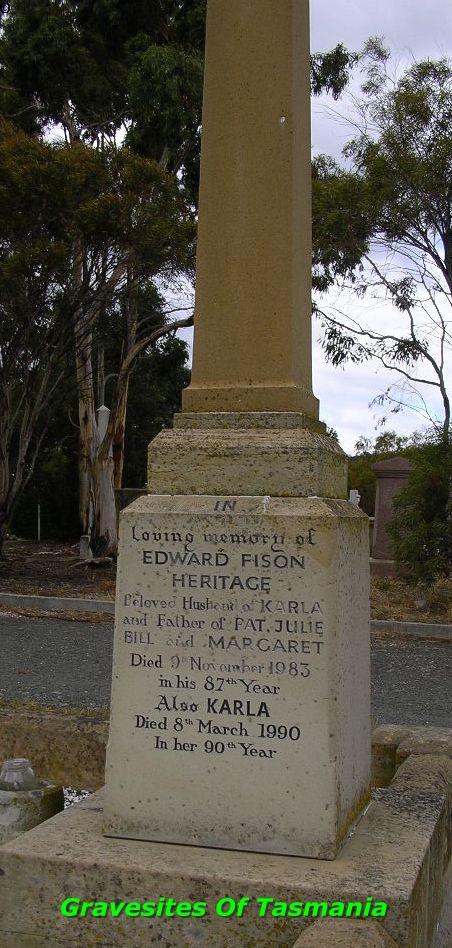 IN
Loving memory of
EDWARD FISON
HERITAGE
Beloved Husband of KARLA
and Father of PAT, JULIE
BILL and MARGARET
Died 9th November 1983
in his 87th Year
Also KARLA
Died 8th March 1990
In her 90th Year
Gravesites Of Tasmania